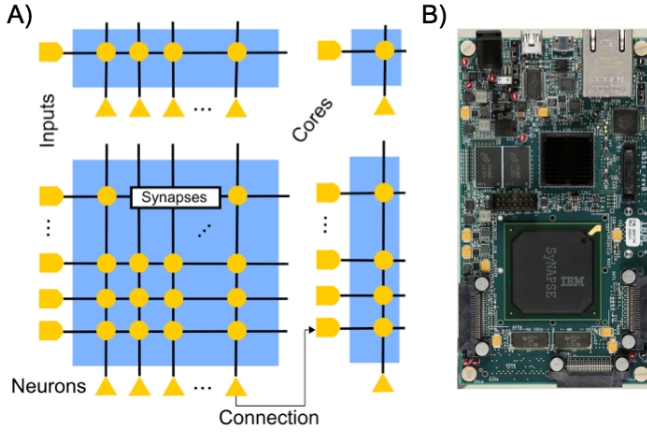 A)
B)
Inputs
Cores
...
Synapses
...
...
...
Neurons
...
Connection
SyNAPSE
IBM